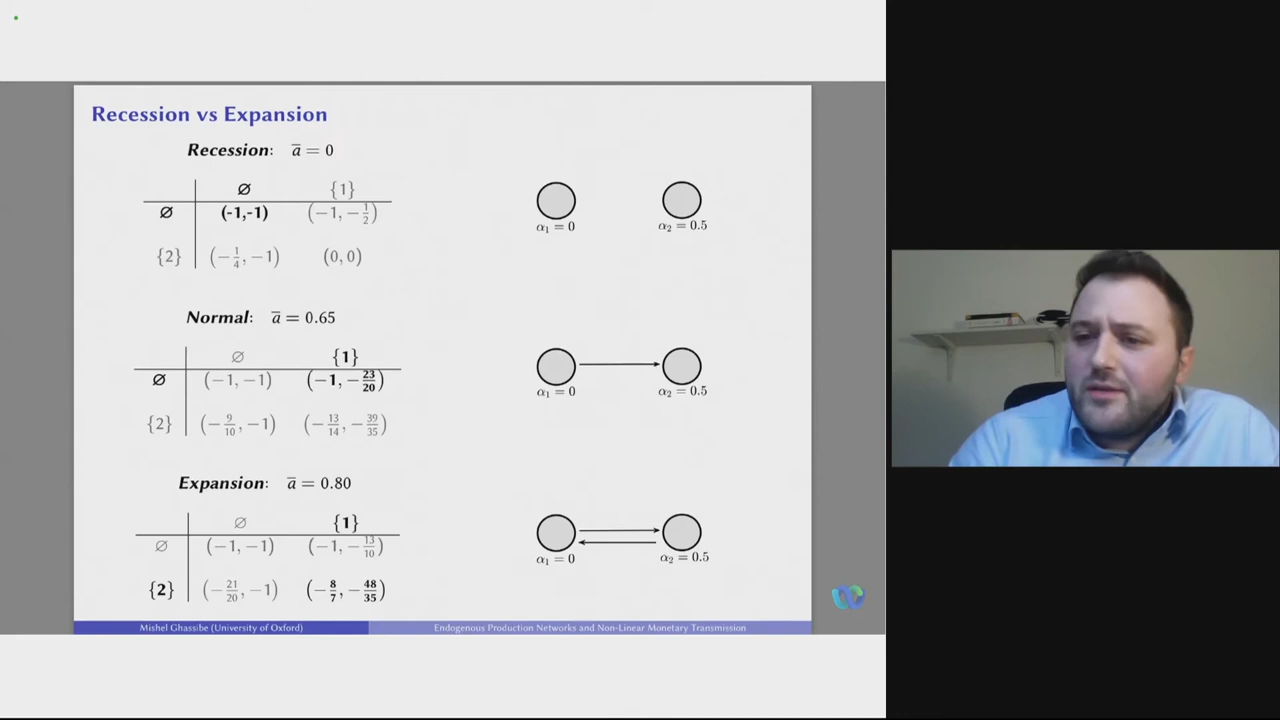 Recession vs Expansion
Recession: ā = 0
∅ {1}
∅ (-1,-1) (−1, −1/2)
{2} (−1/4, −1) (0, 0)
α₁ = 0 α₂ = 0.5
Normal: ā = 0.65
∅ {1}
∅ (−1, −1) (−1, −23/20)
{2} (−9/10, −1) (−13/14, −39/35)
α₁ = 0 α₂ = 0.5
Expansion: ā = 0.80
∅ {1}
∅ (−1, −1) (−1, −13/10)
{2} (−21/20, −1) (−8/7, −48/35)
α₁ = 0 α₂ = 0.5
Mishel Ghassibe (University of Oxford) Endogenous Production Networks and Non-Linear Monetary Transmission